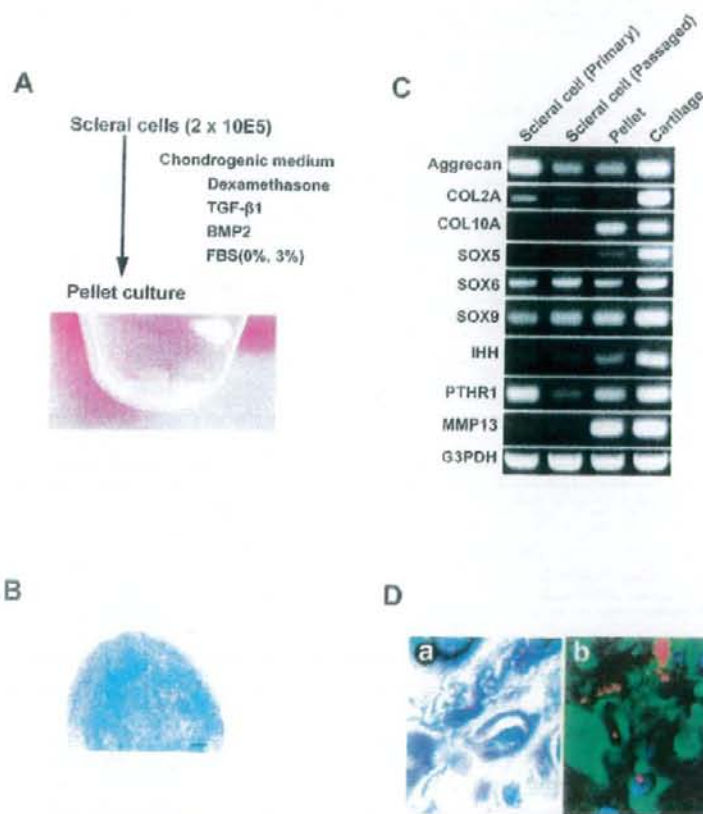 A
Scleral cells (2 x 10E5)
Chondrogenic medium
Dexamethasone
TGF-β1
BMP2
FBS(0%, 3%)
Pellet culture
B
C
Scleral cell (Primary)
Scleral cell (Passaged)
Pellet
Cartilage
Aggrecan
COL2A
COL10A
SOX5
SOX6
SOX9
IHH
PTHR1
MMP13
G3PDH
D
a
b